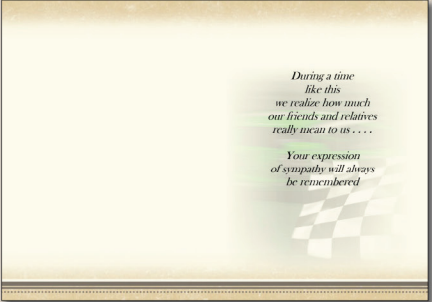 During a time
like this
we realize how much
our friends and relatives
really mean to us . . . .
Your expression
of sympathy will always
be remembered